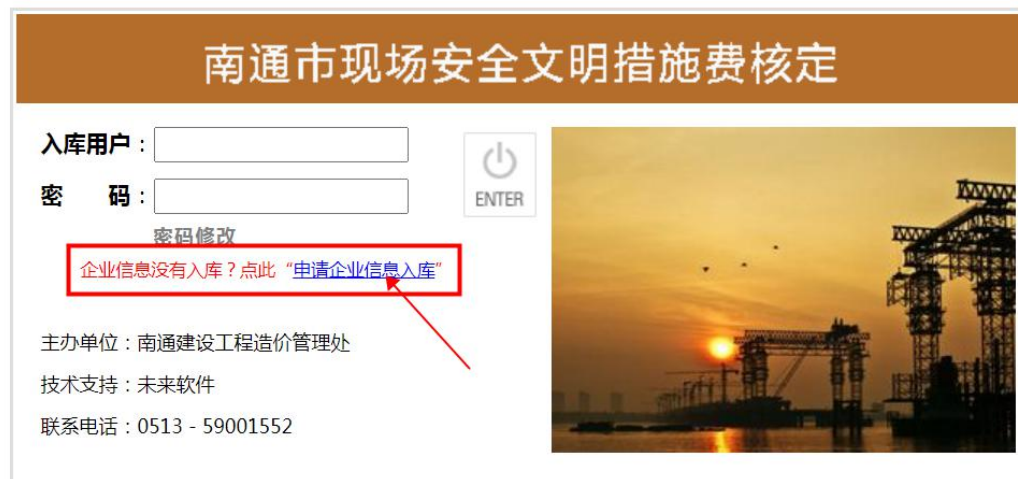 南通市现场安全文明措施费核定
入库用户：
ENTER
密　　码：
密码修改
企业信息没有入库？点此“申请企业信息入库”
主办单位：南通建设工程造价管理处
技术支持：未来软件
联系电话：0513 - 59001552